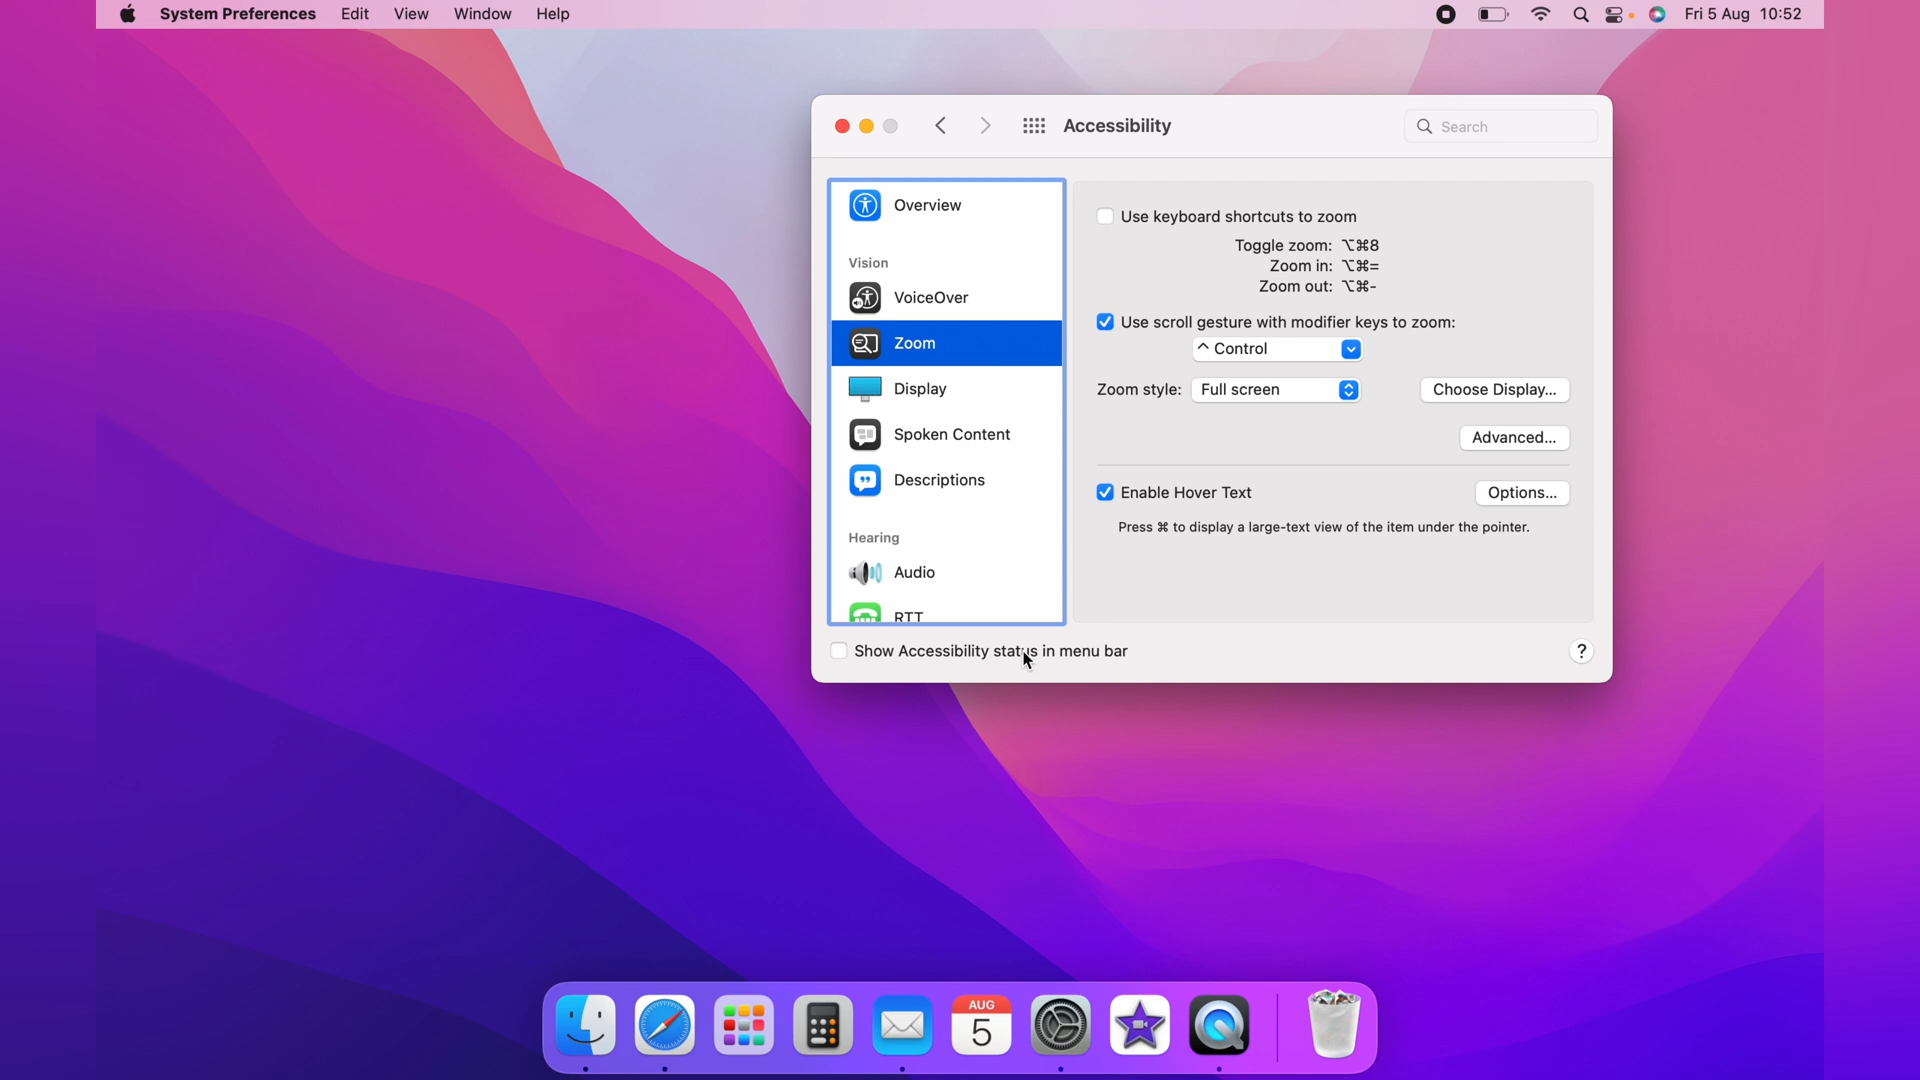 System Preferences Edit View Window Help Fri 5 Aug 10:52
Accessibility
Search
Overview
Vision
VoiceOver
Zoom
Display
Spoken Content
Descriptions
Hearing
Audio
RTT
Use keyboard shortcuts to zoom
Toggle zoom: ⌥⌘8
Zoom in: ⌥⌘=
Zoom out: ⌥⌘-
Use scroll gesture with modifier keys to zoom:
^ Control
Zoom style: Full screen Choose Display...
Advanced...
Enable Hover Text Options...
Press ⌘ to display a large-text view of the item under the pointer.
Show Accessibility status in menu bar ?
AUG
5